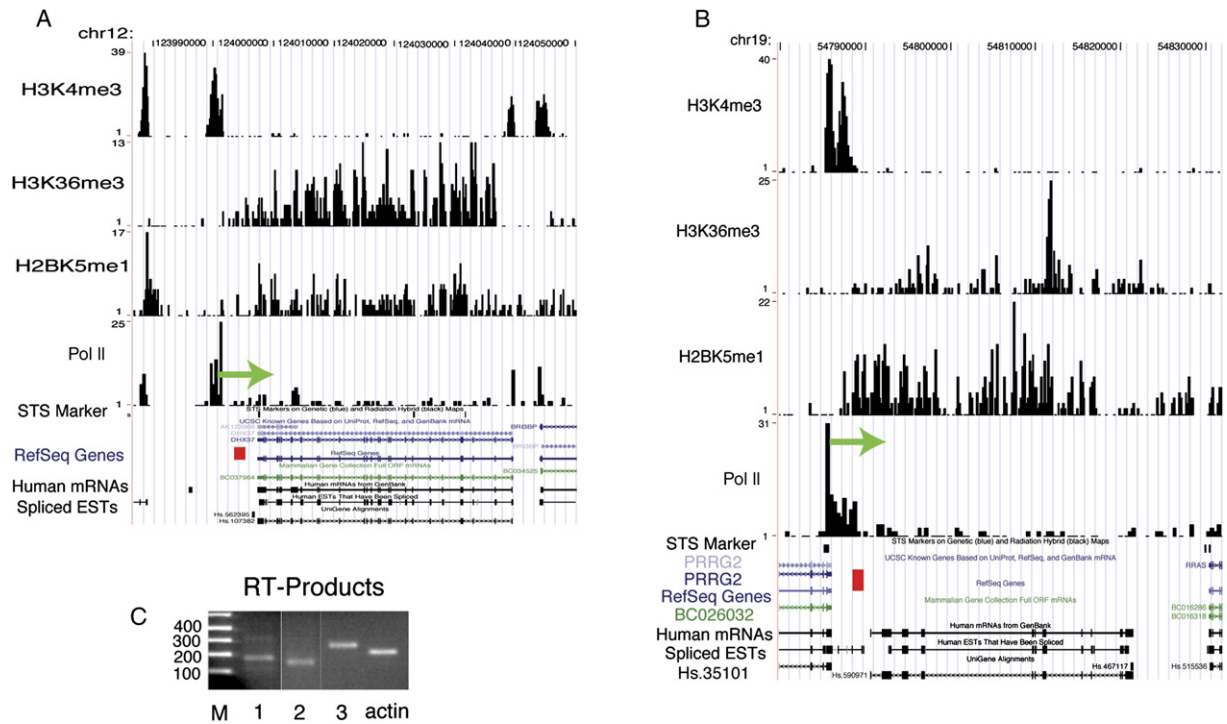 A
chr12:
123990000
124000000
124010000
124020000
124030000
124040000
124050000
39
H3K4me3
1
13
H3K36me3
1
17
H2BK5me1
1
25
Pol II
1
STS Marker
STS Markers on Genetic (blue) and Radiation Hybrid (black) Maps
UCSC Known Genes Based on UniProt, RefSeq, and GenBank mRNA
BRI3BP
DHX37
DHX37
BRI3BP
RefSeq Genes
RefSeq Genes
Mammalian Gene Collection Full ORF mRNAs
BC037964
BC034525
Human mRNAs
Human mRNAs from GenBank
Spliced ESTs
Human ESTs That Have Been Spliced
UniGene Alignments
Hs.562395
Hs.107382
B
chr19:
547900000
548000000
548100000
548200000
54830000
40
H3K4me3
1
25
H3K36me3
1
22
H2BK5me1
1
31
Pol II
1
STS Marker
STS Markers on Genetic (blue) and Radiation Hybrid (black) Maps
PRRG2
UCSC Known Genes Based on UniProt, RefSeq, and GenBank mRNA
RRAS
PRRG2
RefSeq Genes
RefSeq Genes
Mammalian Gene Collection Full ORF mRNAs
BC026032
BC016286
BC016318
Human mRNAs
Human mRNAs from GenBank
Spliced ESTs
Human ESTs That Have Been Spliced
UniGene Alignments
Hs.35101
Hs.590971
Hs.467117
Hs.515536
RT-Products
C
400
300
200
100
M 1 2 3 actin